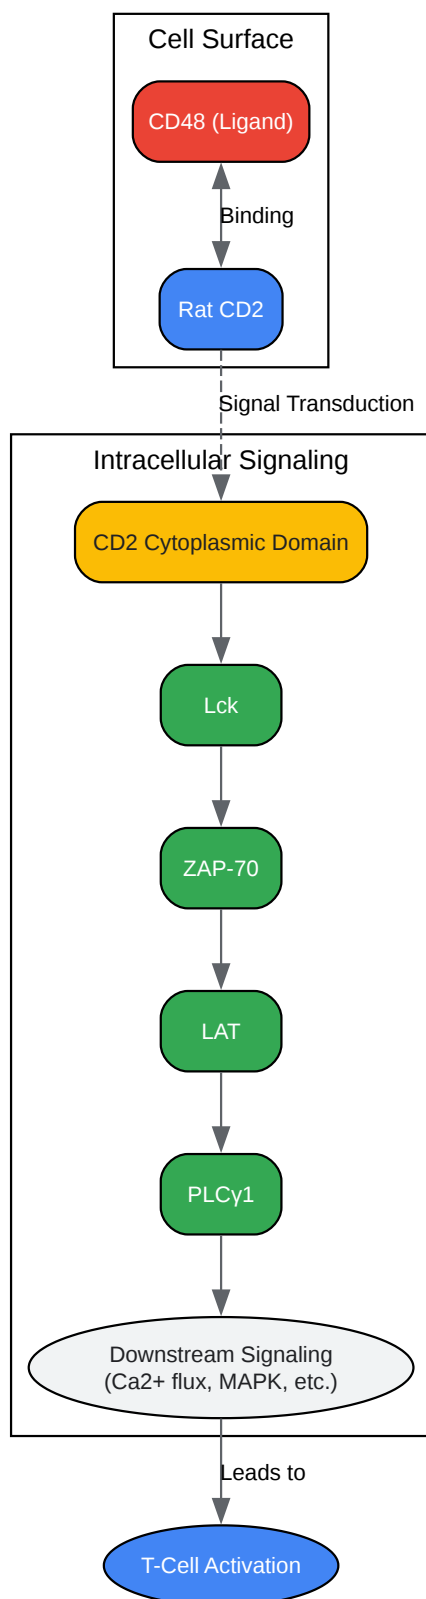 Cell Surface
CD48 (Ligand)
Binding
Rat CD2
Signal Transduction
Intracellular Signaling
CD2 Cytoplasmic Domain
Lck
ZAP-70
LAT
PLCγ1
Downstream Signaling
(Ca2+ flux, MAPK, etc.)
Leads to
T-Cell Activation